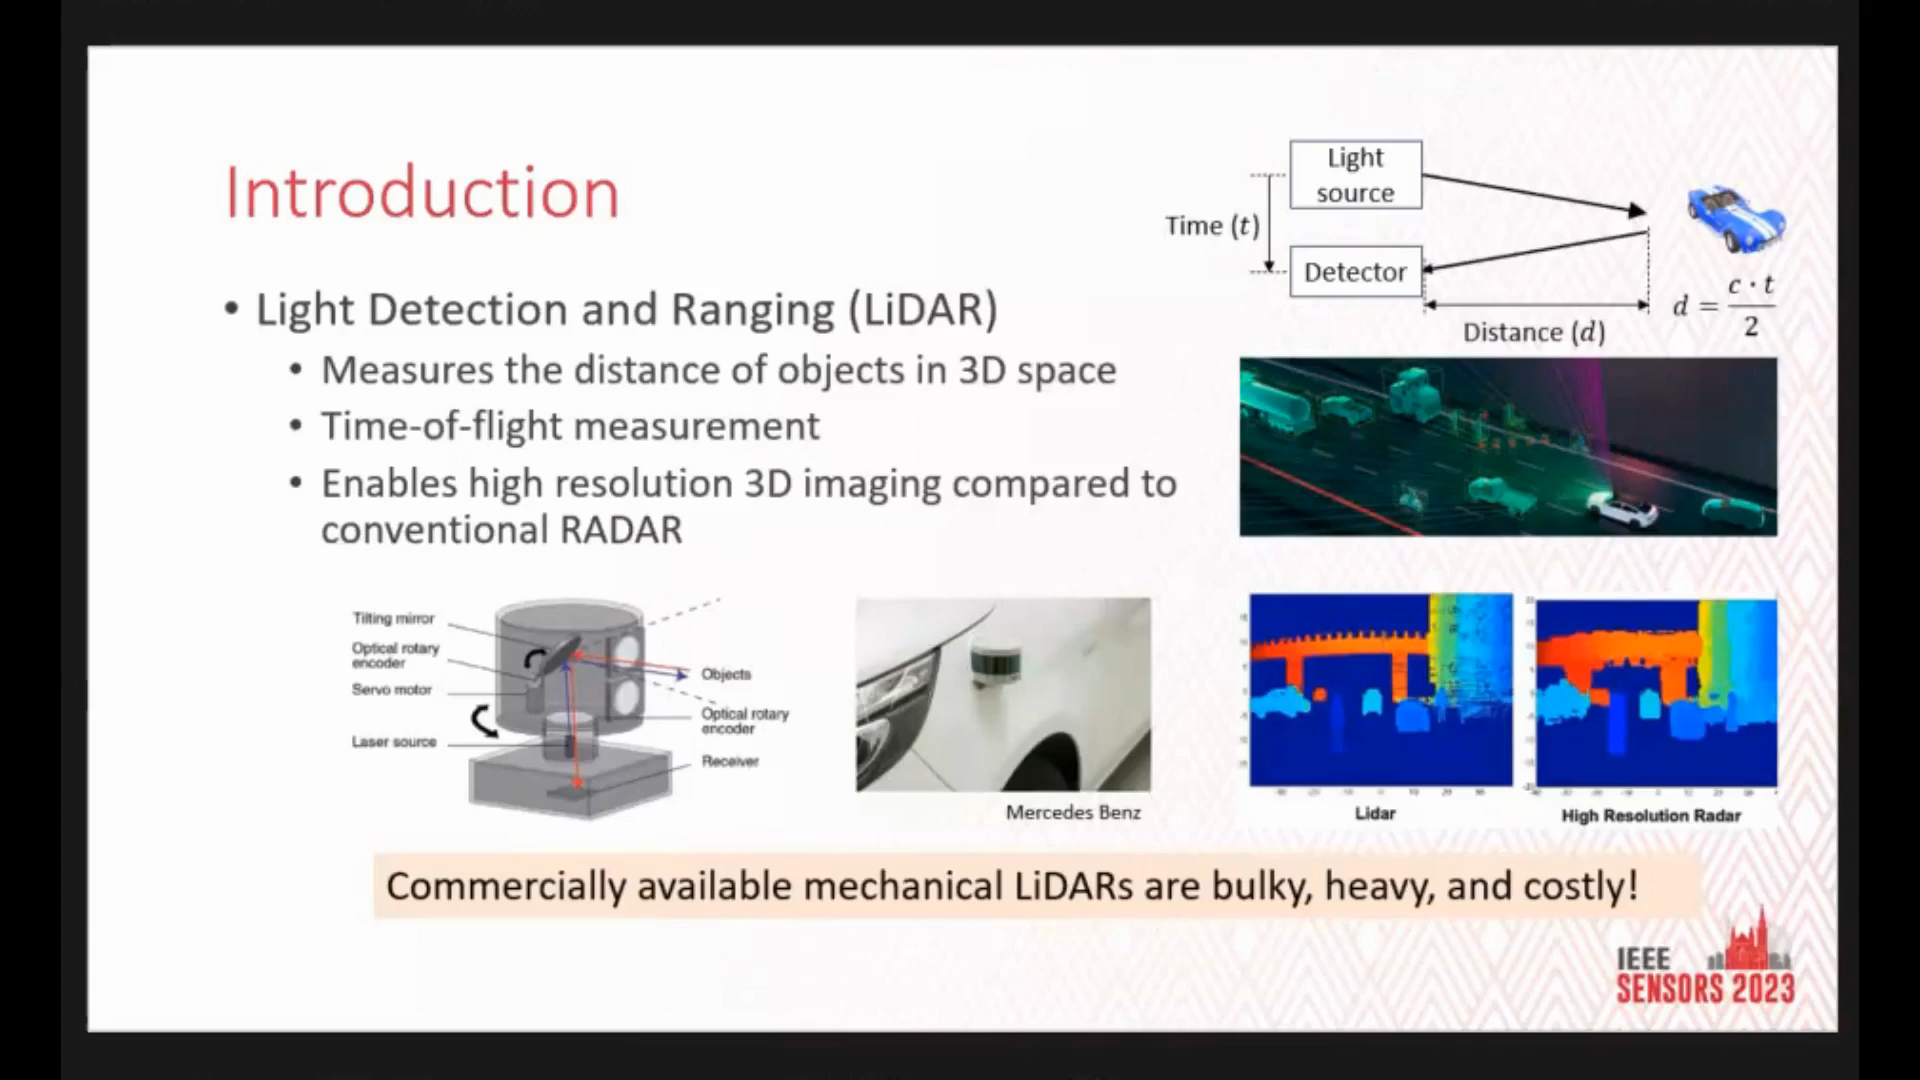 Introduction
• Light Detection and Ranging (LiDAR)
• Measures the distance of objects in 3D space
• Time-of-flight measurement
• Enables high resolution 3D imaging compared to
conventional RADAR
Light
source
Time (t)
Detector
Distance (d)
d = c · t / 2
Tilting mirror
Optical rotary
encoder
Servo motor
Laser source
Objects
Optical rotary
encoder
Receiver
Mercedes Benz
Lidar
High Resolution Radar
Commercially available mechanical LiDARs are bulky, heavy, and costly!
IEEE
SENSORS 2023